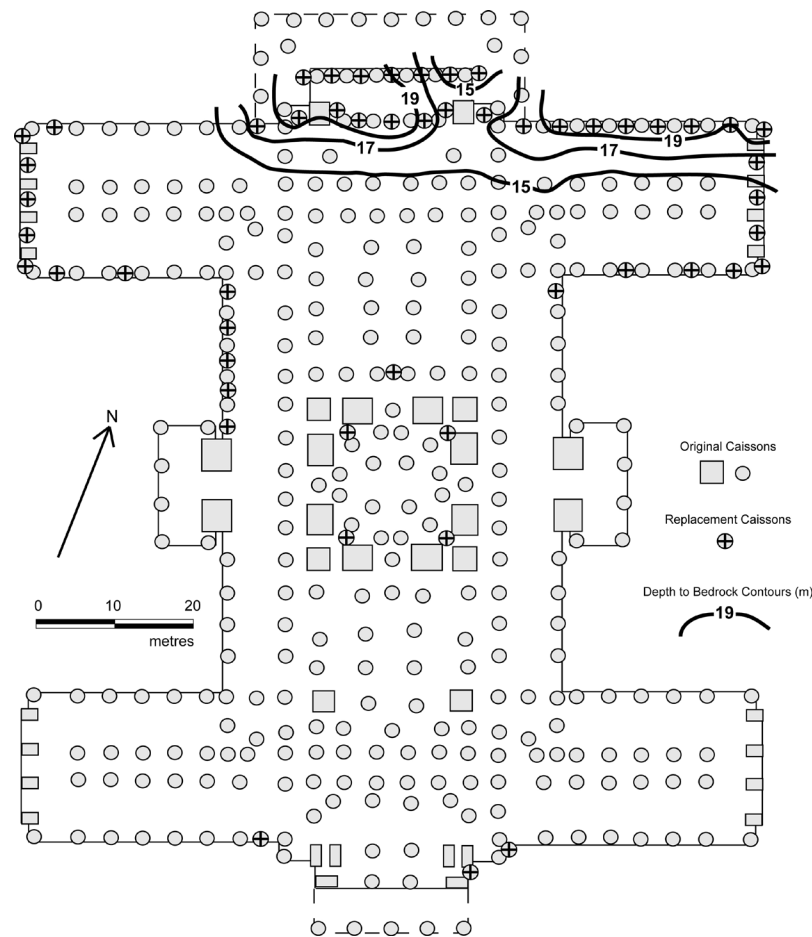 15
19
17
19
17
15
N
Original Caissons
Replacement Caissons
Depth to Bedrock Contours (m)
19
0 10 20
metres